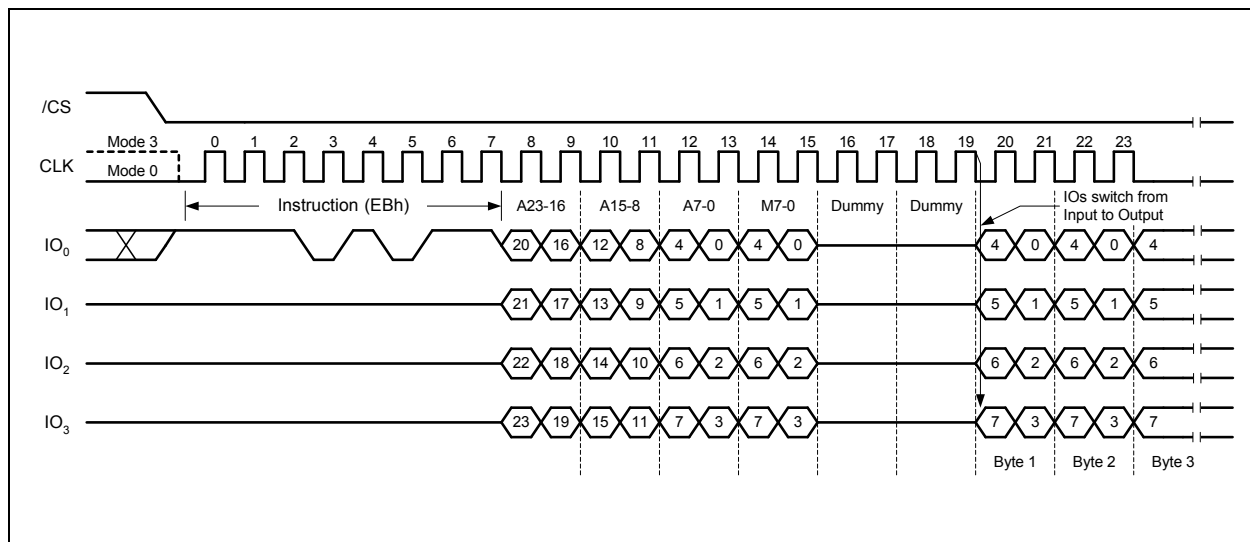 /CS
Mode 3 0 1 2 3 4 5 6 7 8 9 10 11 12 13 14 15 16 17 18 19 20 21 22 23
CLK Mode 0
Instruction (EBh) A23-16 A15-8 A7-0 M7-0 Dummy Dummy
IOs switch from
Input to Output
IO0 20 16 12 8 4 0 4 0 4 0 4 0 4
IO1 21 17 13 9 5 1 5 1 5 1 5 1 5
IO2 22 18 14 10 6 2 6 2 6 2 6 2 6
IO3 23 19 15 11 7 3 7 3 7 3 7 3 7
Byte 1 Byte 2 Byte 3